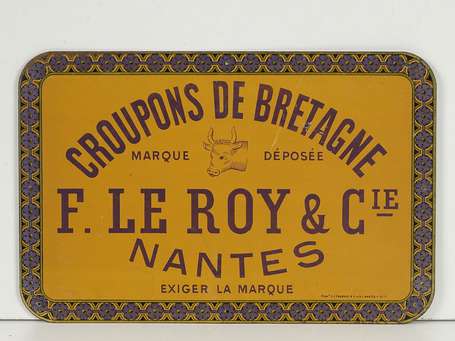 CROUPONS DE BRETAGNE
MARQUE DÉPOSÉE
F. LE ROY & CIE
NANTES
EXIGER LA MARQUE